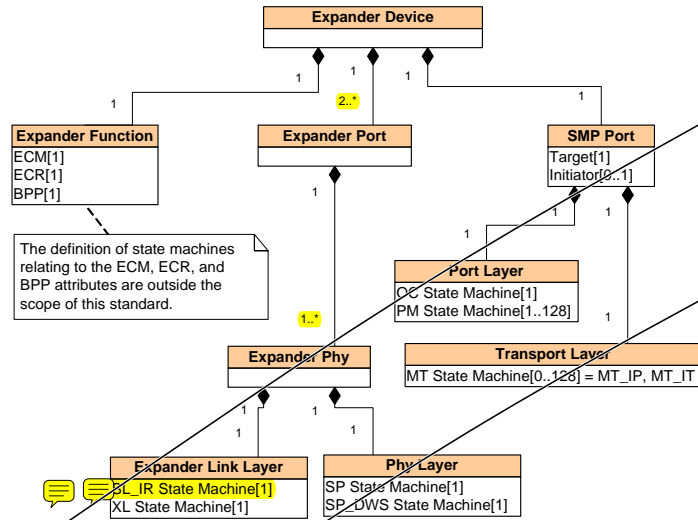 Expander Device
1
1
1
1
2..*
1
Expander Function
ECM[1]
ECR[1]
BPP[1]
Expander Port
SMP Port
Target[1]
Initiator[0..1]
1
1
1
The definition of state machines
relating to the ECM, ECR, and
BPP attributes are outside the
scope of this standard.
1
Port Layer
OC State Machine[1]
PM State Machine[1..128]
1..*
1
Expander Phy
Transport Layer
MT State Machine[0..128] = MT_IP, MT_IT
1
1
1
1
Expander Link Layer
SL_IR State Machine[1]
XL State Machine[1]
Phy Layer
SP State Machine[1]
SP_DWS State Machine[1]